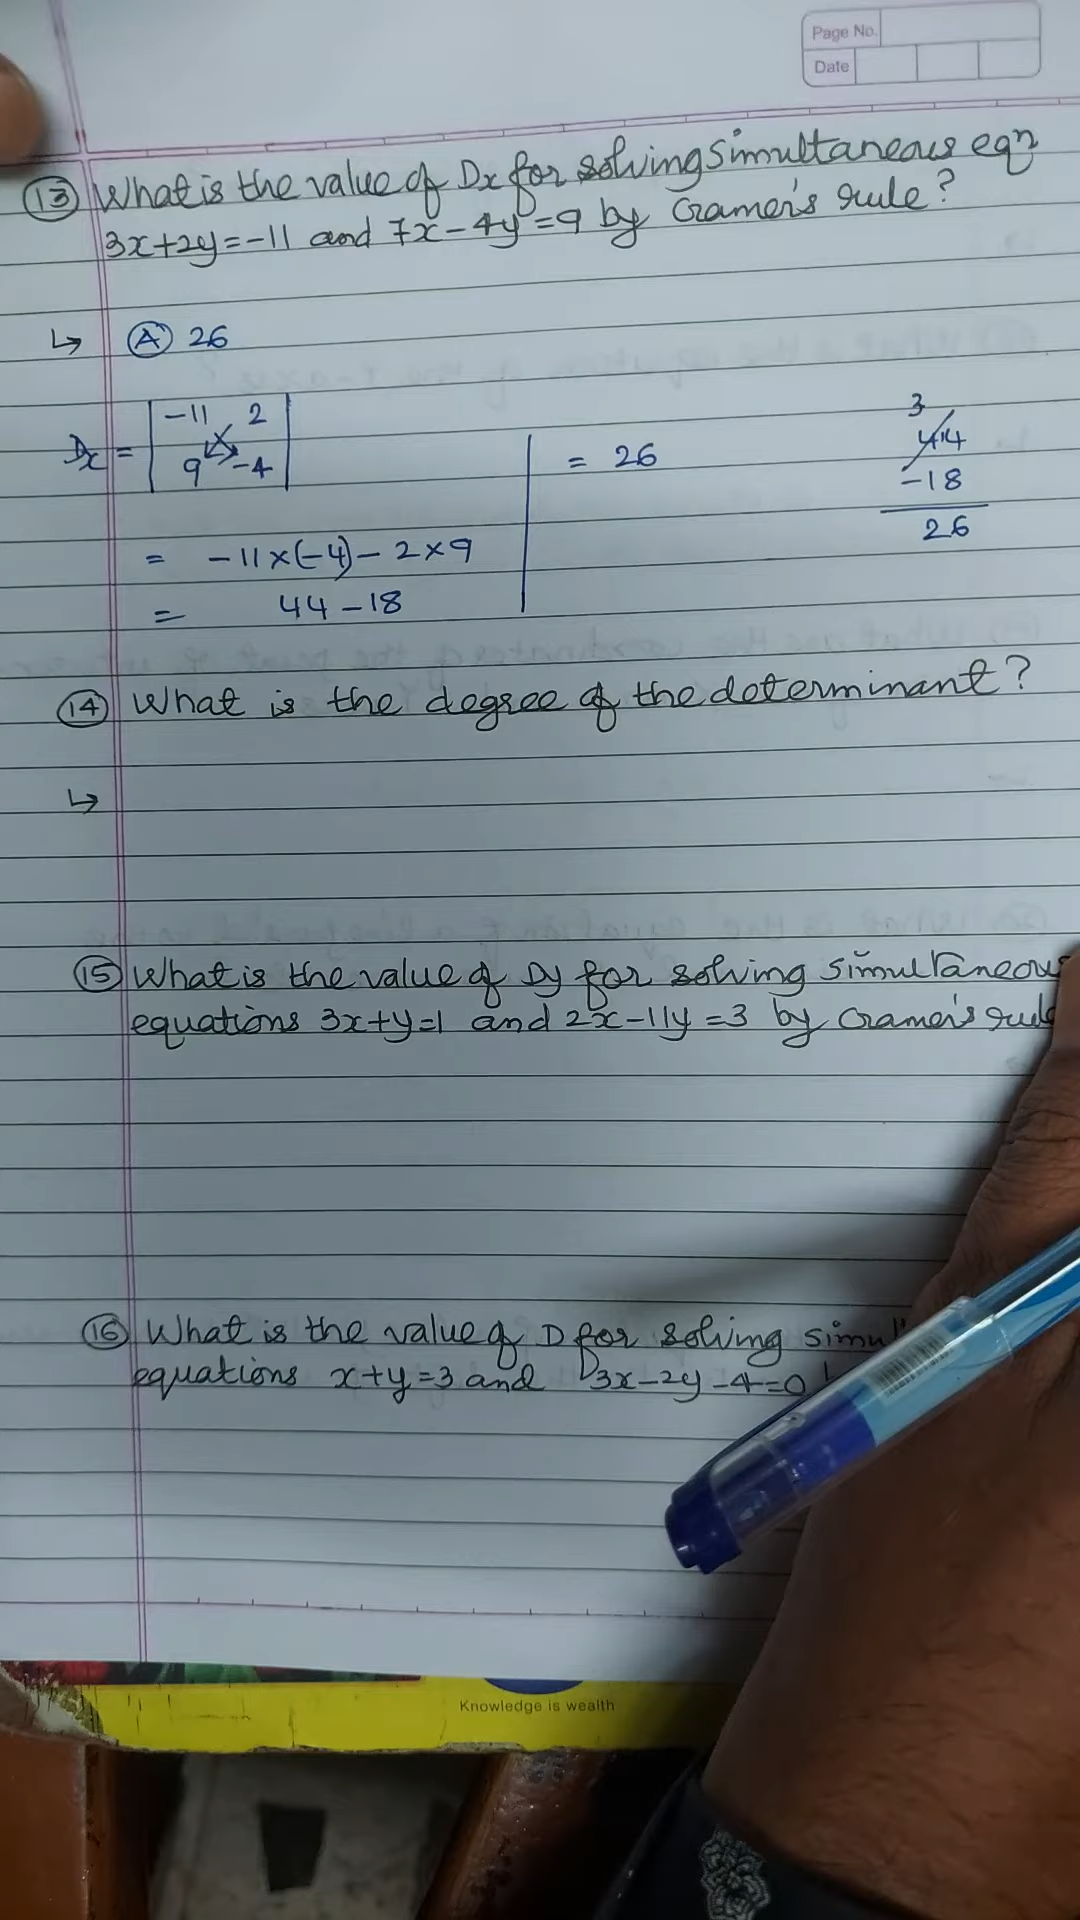 Page No.
Date
(13) What is the value of Dx for solving simultaneous eqn
3x+2y=-11 and 7x-4y=9 by Cramer's rule?
↳ (A) 26
Dx = | -11 2 |
| 9 -4 |
= -11×(-4)- 2×9
= 44-18
= 26
3
4 14
-18
26
(14) What is the degree of the determinant?
↳
(15) What is the value of Dy for solving simultaneous
equations 3x+y=1 and 2x-11y=3 by Cramer's rule
(16) What is the value of D for solving simul
equations x+y=3 and 3x-2y-4=0
Knowledge is wealth